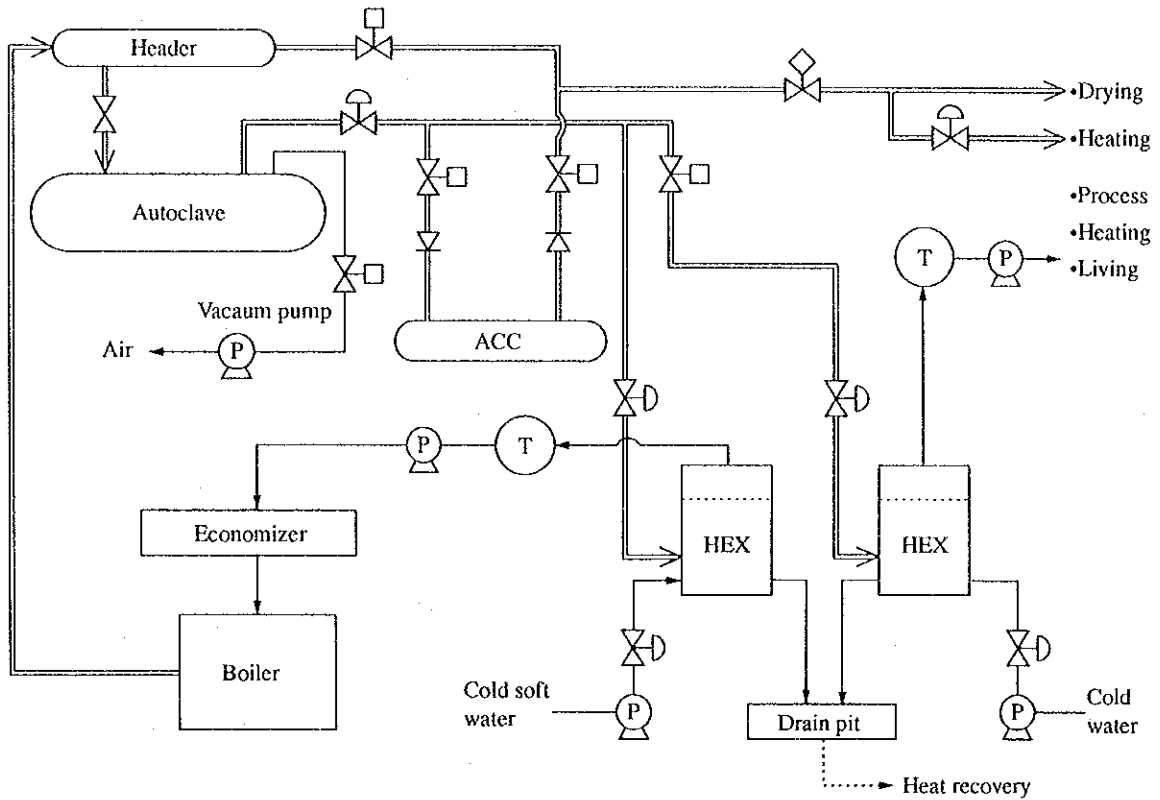 Header
•Drying
•Heating
Autoclave
•Process
•Heating
•Living
T
P
Vacaum pump
Air
P
ACC
P
T
Economizer
HEX
HEX
Boiler
Cold soft
water
P
Drain pit
P
Cold
water
Heat recovery